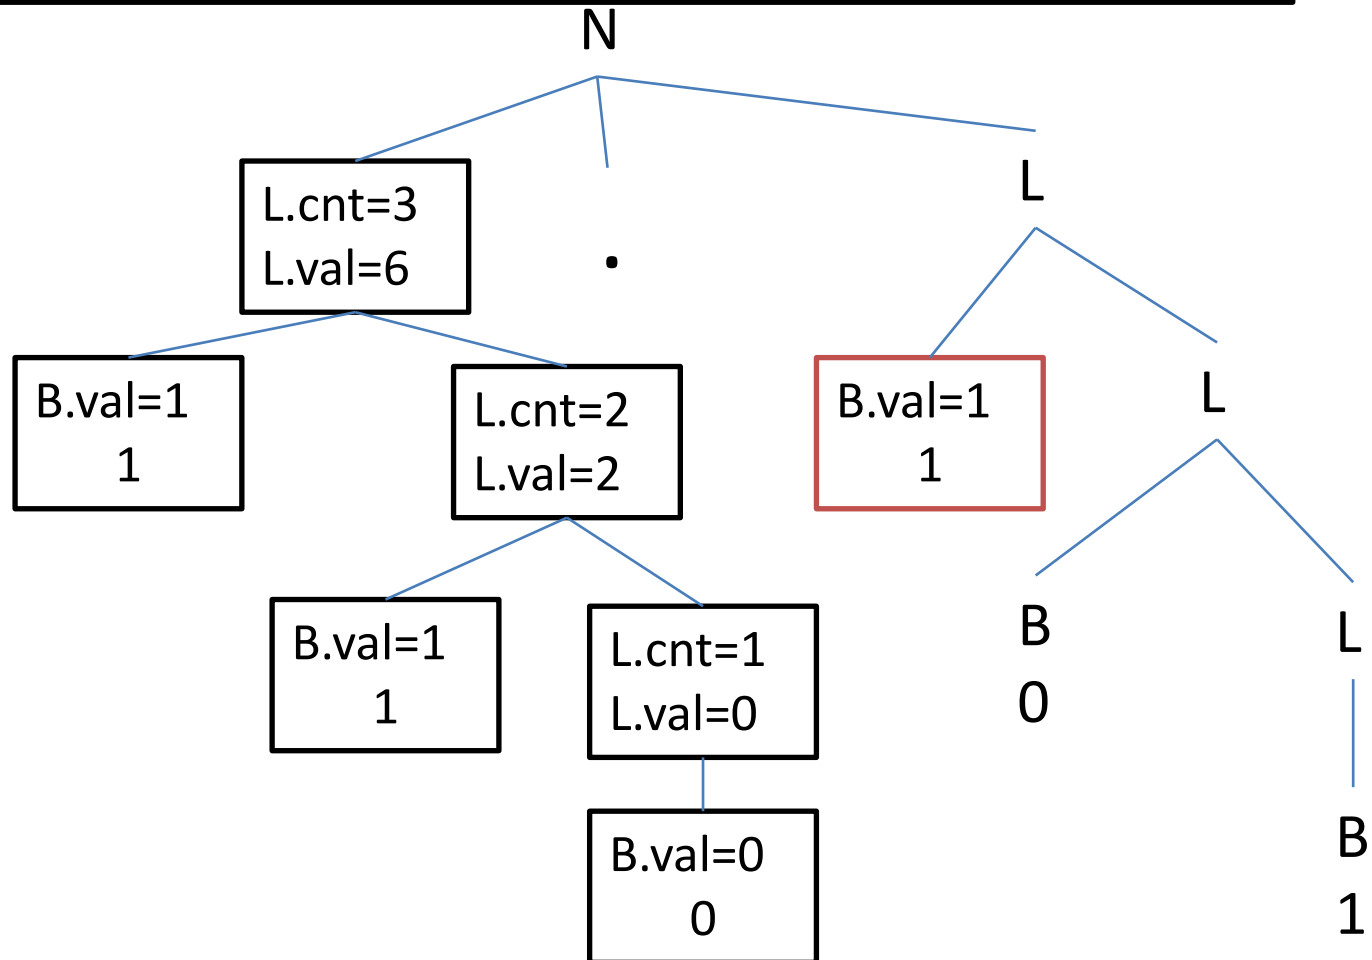 N
L.cnt=3
L.val=6
.
L
B.val=1
1
L.cnt=2
L.val=2
B.val=1
1
L
B.val=1
1
L.cnt=1
L.val=0
B
0
L
B.val=0
0
B
1